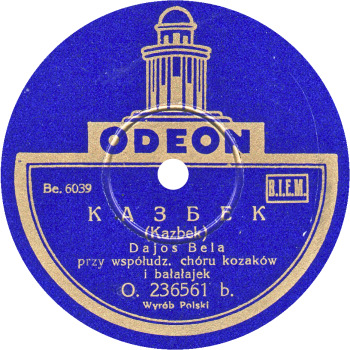 ODEON
Be. 6039
B.I.E.M.
КАЗБЕК
(Kazbek)
Dajos Bela
przy współudz. chóru kozaków
i bałałajek
O. 236561 b.
Wyrób Polski